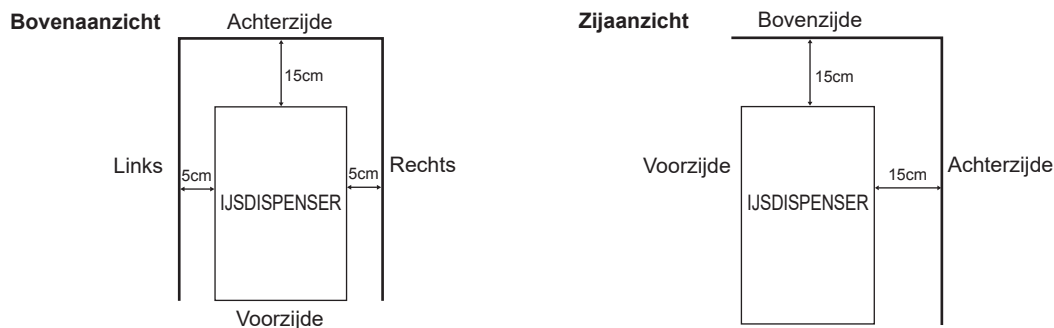 Bovenaanzicht
Achterzijde
15cm
Links
5cm
IJSDISPENSER
5cm
Rechts
Voorzijde
Zijaanzicht
Bovenzijde
15cm
Voorzijde
IJSDISPENSER
15cm
Achterzijde